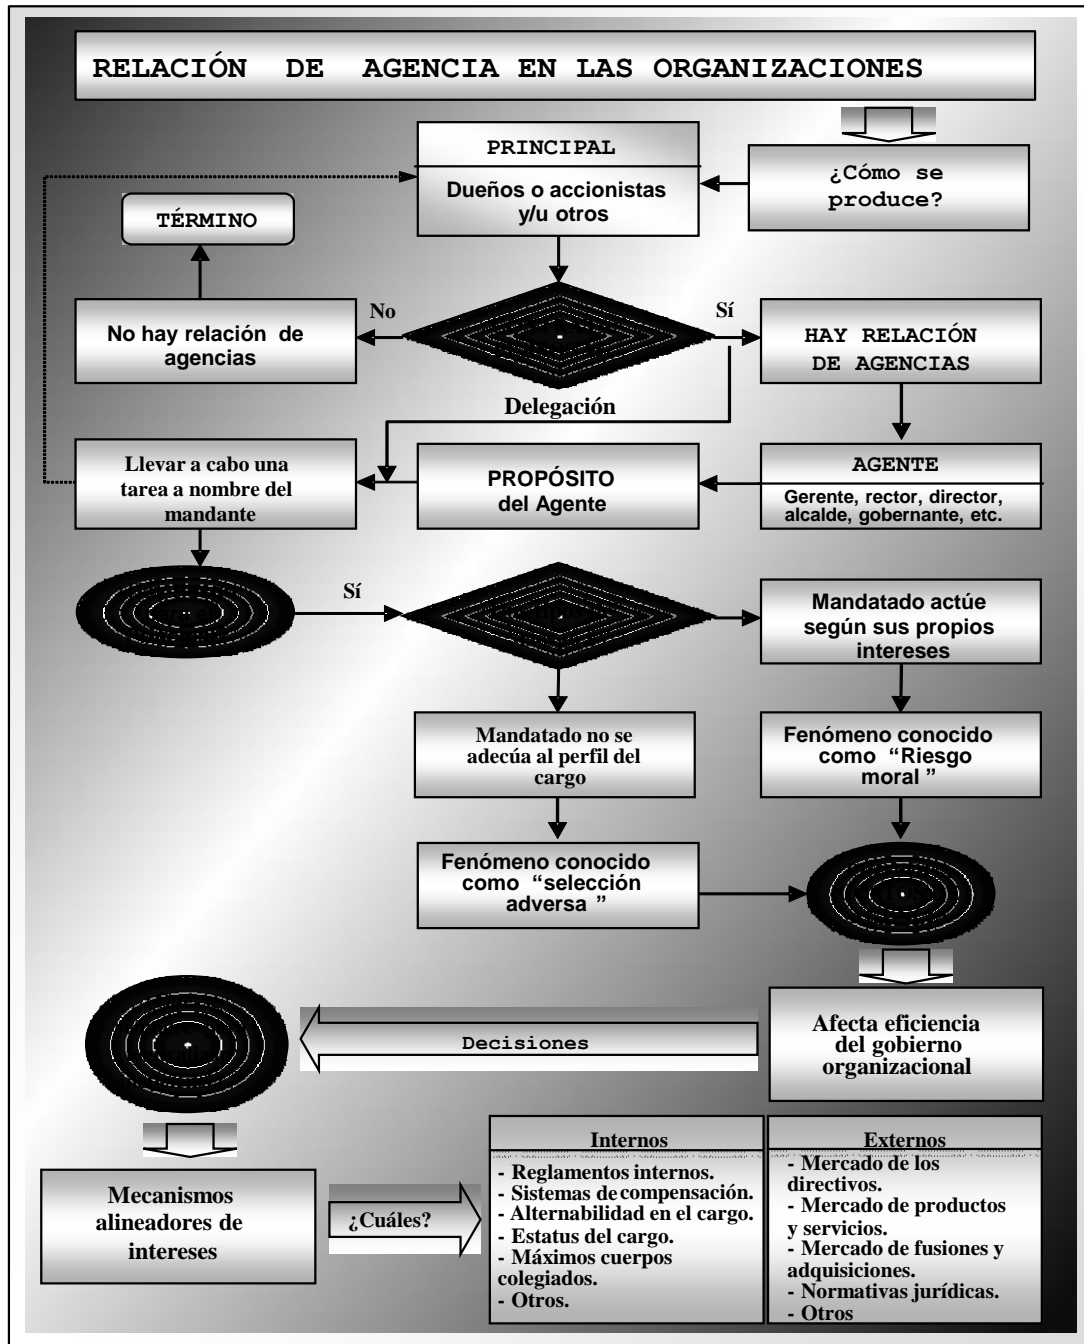 RELACIÓN DE AGENCIA EN LAS ORGANIZACIONES
PRINCIPAL
Dueños o accionistas
y/u otros
¿Cómo se
produce?
TÉRMINO
No
Sí
No hay relación de
agencias
HAY RELACIÓN
DE AGENCIAS
Delegación
Llevar a cabo una
tarea a nombre del
mandante
PROPÓSITO
del Agente
AGENTE
Gerente, rector, director,
alcalde, gobernante, etc.
Sí
Mandatado actúe
según sus propios
intereses
Mandatado no se
adecúa al perfil del
cargo
Fenómeno conocido
como “Riesgo
moral ”
Fenómeno conocido
como “selección
adversa ”
Afecta eficiencia
del gobierno
organizacional
Decisiones
Mecanismos
alineadores de
intereses
¿Cuáles?
Internos
- Reglamentos internos.
- Sistemas de compensación.
- Alternabilidad en el cargo.
- Estatus del cargo.
- Máximos cuerpos
colegiados.
- Otros.
Externos
- Mercado de los
directivos.
- Mercado de productos
y servicios.
- Mercado de fusiones y
adquisiciones.
- Normativas jurídicas.
- Otros